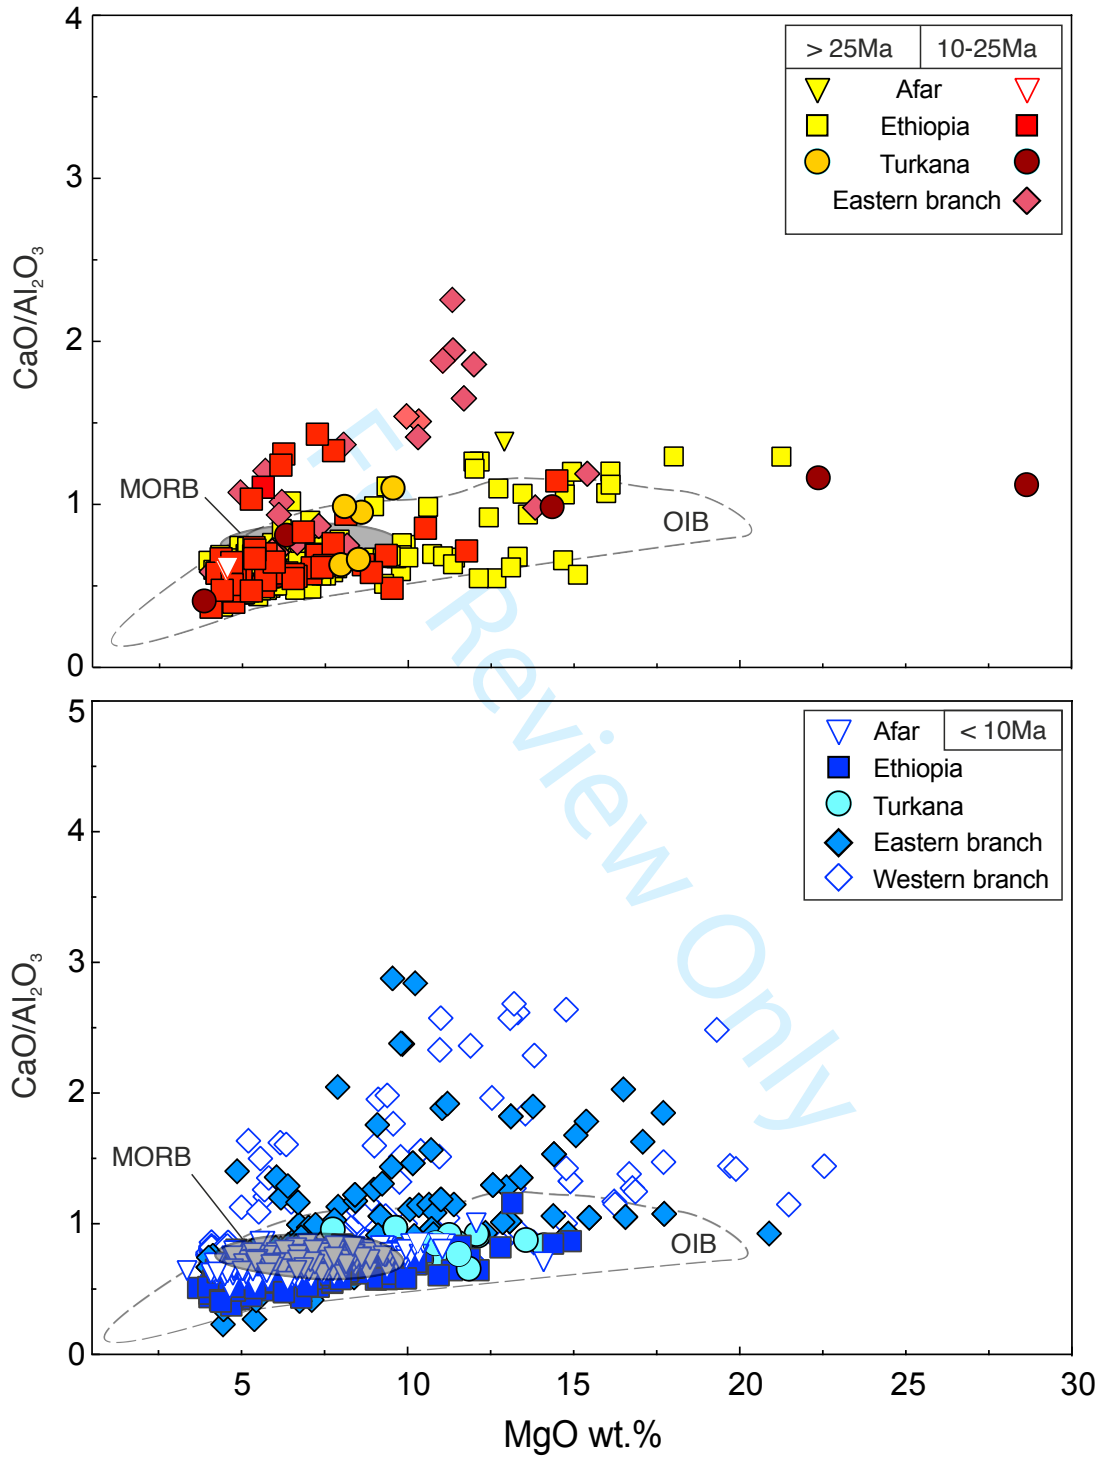 4
3
2
1
0
CaO/Al₂O₃
> 25Ma 10-25Ma
Afar
Ethiopia
Turkana
Eastern branch
MORB
OIB
For Review Only
5
4
3
2
1
0
CaO/Al₂O₃
Afar < 10Ma
Ethiopia
Turkana
Eastern branch
Western branch
MORB
OIB
5 10 15 20 25 30
MgO wt.%